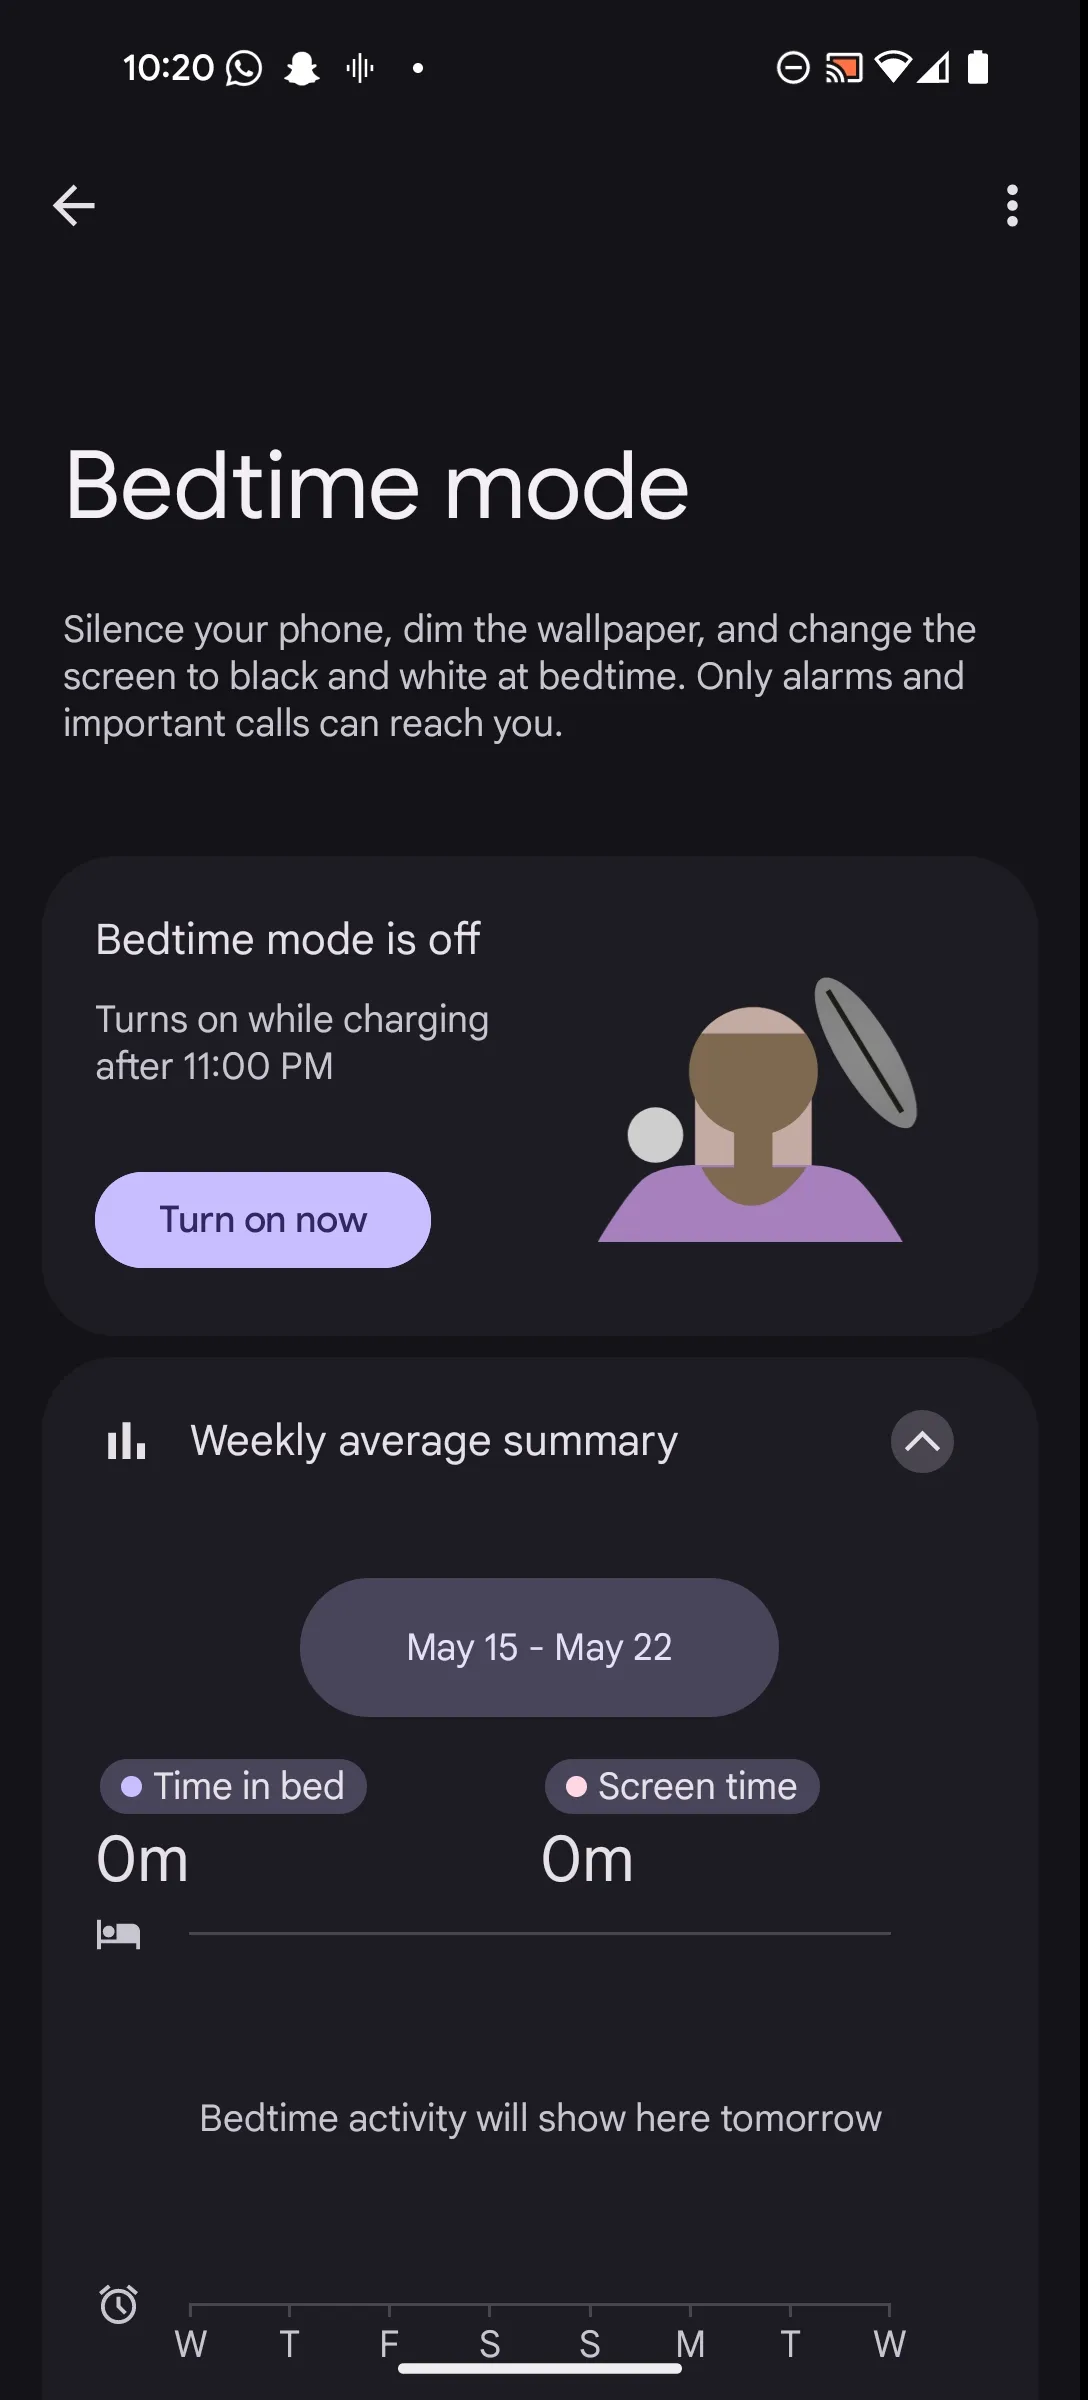 10:20
Bedtime mode
Silence your phone, dim the wallpaper, and change the
screen to black and white at bedtime. Only alarms and
important calls can reach you.
Bedtime mode is off
Turns on while charging
after 11:00 PM
Turn on now
Weekly average summary
May 15 - May 22
Time in bed
Screen time
0m
0m
Bedtime activity will show here tomorrow
W T F S S M T W